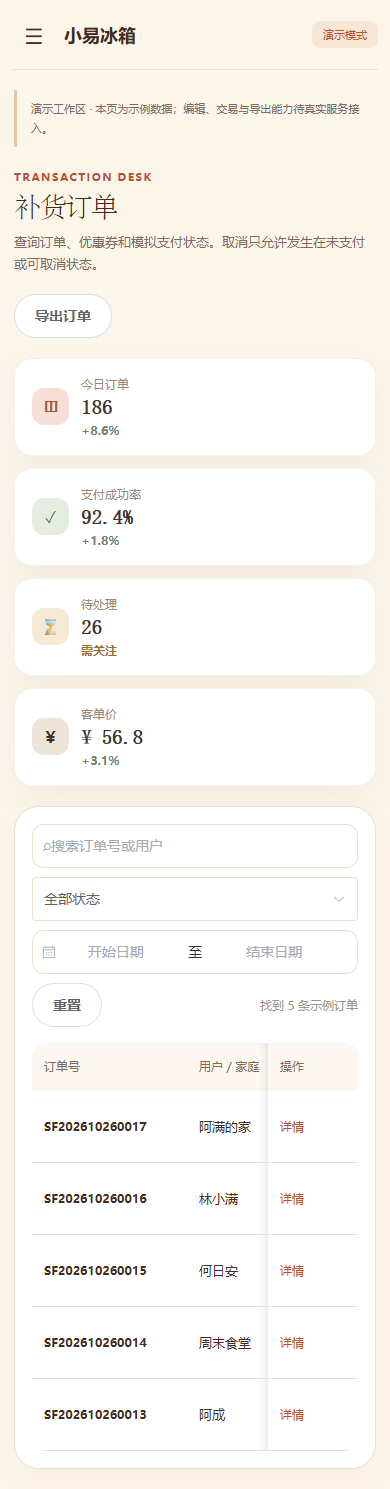 小易冰箱
演示模式
演示工作区 · 本页为示例数据；编辑、交易与导出能力待真实服务接
入。
TRANSACTION DESK
补货订单
查询订单、优惠券和模拟支付状态。取消只允许发生在未支付
或可取消状态。
导出订单
今日订单
186
+8.6%
✓
支付成功率
92.4%
+1.8%
待处理
26
需关注
¥
客单价
¥ 56.8
+3.1%
搜索订单号或用户
全部状态
开始日期 至 结束日期
重置 找到 5 条示例订单
订单号 用户 / 家庭 操作
SF202610260017 阿满的家 详情
SF202610260016 林小满 详情
SF202610260015 何日安 详情
SF202610260014 周末食堂 详情
SF202610260013 阿成 详情